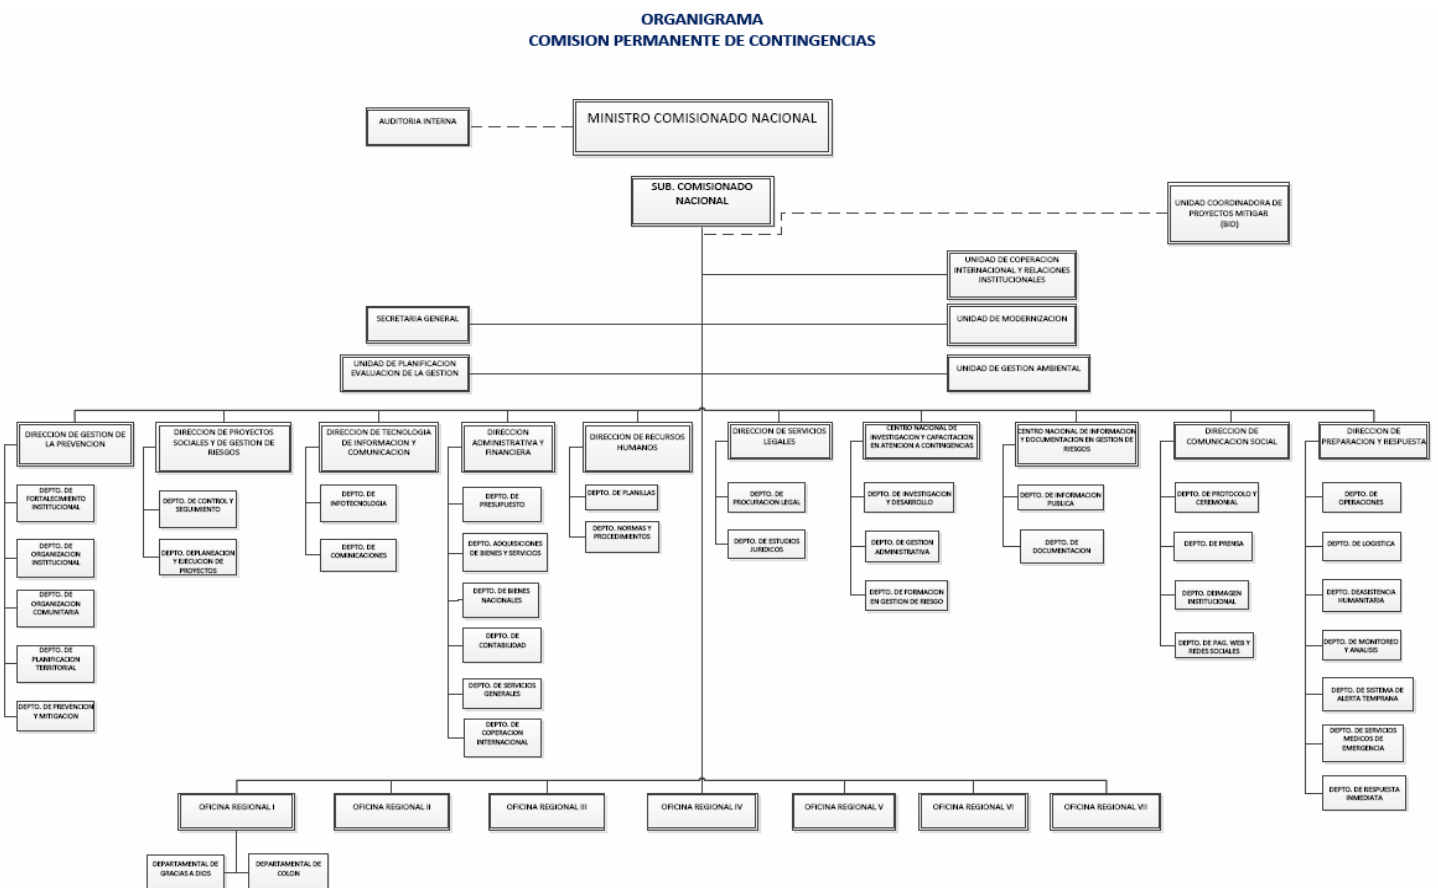 ORGANIGRAMA
COMISION PERMANENTE DE CONTINGENCIAS
AUDITORIA INTERNA
MINISTRO COMISIONADO NACIONAL
SUB. COMISIONADO
NACIONAL
UNIDAD COORDINADORA DE
PROYECTOS MITIGAR
(BID)
UNIDAD DE COPERACION
INTERNACIONAL Y RELACIONES
INSTITUCIONALES
SECRETARIA GENERAL
UNIDAD DE MODERNIZACION
UNIDAD DE PLANIFICACION
EVALUACION DE LA GESTION
UNIDAD DE GESTION AMBIENTAL
DIRECCION DE GESTION DE
LA PREVENCION
DEPTO. DE
FORTALECIMIENTO
INSTITUCIONAL
DEPTO. DE
ORGANIZACION
INSTITUCIONAL
DEPTO. DE
ORGANIZACION
COMUNITARIA
DEPTO. DE
PLANIFICACION
TERRITORIAL
DEPTO. DE PREVENCION
Y MITIGACION
DIRECCION DE PROYECTOS
SOCIALES Y DE GESTION DE
RIESGOS
DEPTO. DE CONTROL Y
SEGUIMIENTO
DEPTO. DEPLANEACION
Y EJECUCION DE
PROYECTOS
DIRECCION DE TECNOLOGIA
DE INFORMACION Y
COMUNICACION
DEPTO. DE
INFOTECNOLOGIA
DEPTO. DE
COMINICACIONES
DIRECCION
ADMINISTRATIVA Y
FINANCIERA
DEPTO. DE
PRESUPUESTO
DEPTO. ADQUISICIONES
DE BIENES Y SERVICIOS
DEPTO. DE BIENES
NACIONALES
DEPTO. DE
CONTABILIDAD
DEPTO. DE SERVICIOS
GENERALES
DEPTO. DE
COPERACION
INTERNACIONAL
DIRECCION DE RECURSOS
HUMANOS
DEPTO. DE PLANILLAS
DEPTO. NORMAS Y
PROCEDIMIENTOS
DIRECCION DE SERVICIOS
LEGALES
DEPTO. DE
PROCURACION LEGAL
DEPTO. DE ESTUDIOS
JURIDICOS
CENTRO NACIONAL DE
INVESTIGACION Y CAPACITACION
EN ATENCION A CONTINGENCIAS
DEPTO. DE INVESTIGACION
Y DESARROLLO
DEPTO. DE GESTION
ADMINISTRATIVA
DEPTO. DE FORMACION
EN GESTION DE RIESGO
CENTRO NACIONAL DE INFORMACION
Y DOCUMENTACION EN GESTION DE
RIESGOS
DEPTO. DE INFORMACION
PUBLICA
DEPTO. DE
DOCUMENTACION
DIRECCION DE
COMUNICACION SOCIAL
DEPTO. DE PROTOCOLO Y
CEREMONIAL
DEPTO. DE PRENSA
DEPTO. DEIMAGEN
INSTITUCIONAL
DEPTO. DE PAG. WEB Y
REDES SOCIALES
DIRECCION DE
PREPARACION Y RESPUESTA
DEPTO. DE
OPERACIONES
DEPTO. DE LOGISTICA
DEPTO. DEASISTENCIA
HUMANITARIA
DEPTO. DE MONITOREO
Y ANALISIS
DEPTO. DE SISTEMA DE
ALERTA TEMPRANA
DEPTO. DE SERVICIOS
MEDICOS DE
EMERGENCIA
DEPTO. DE RESPUESTA
INMEDIATA
OFICINA REGIONAL I
OFICINA REGIONAL II
OFICINA REGIONAL III
OFICINA REGIONAL IV
OFICINA REGIONAL V
OFICINA REGIONAL VI
OFICINA REGIONAL VII
DEPARTAMENTAL DE
GRACIAS A DIOS
DEPARTAMENTAL DE
COLON